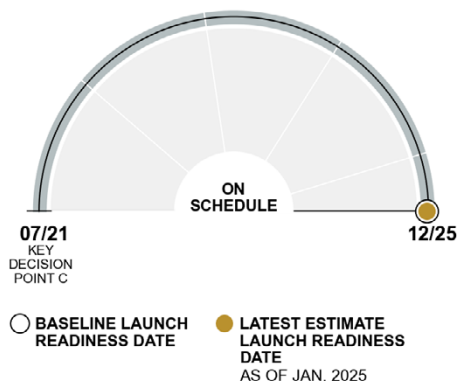 ON
SCHEDULE
07/21
KEY
DECISION
POINT C
12/25
BASELINE LAUNCH
READINESS DATE
LATEST ESTIMATE
LAUNCH READINESS
DATE
AS OF JAN. 2025